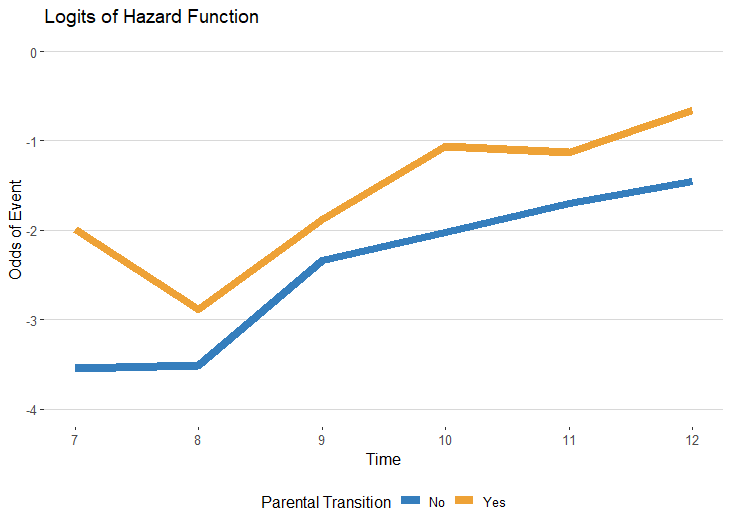 Logits of Hazard Function
0
-1
-2
-3
-4
Odds of Event
7 8 9 10 11 12
Time
Parental Transition No Yes